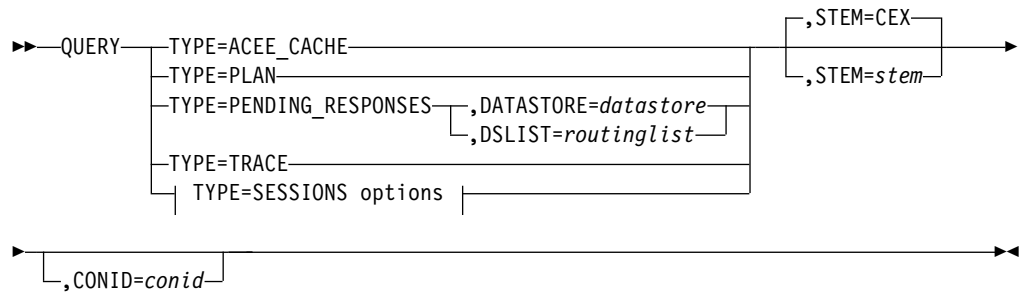 ,STEM=CEX
QUERY TYPE=ACEE_CACHE
,STEM=stem
TYPE=PLAN
TYPE=PENDING_RESPONSES ,DATASTORE=datastore
,DSLIST=routinglist
TYPE=TRACE
TYPE=SESSIONS options
,CONID=conid